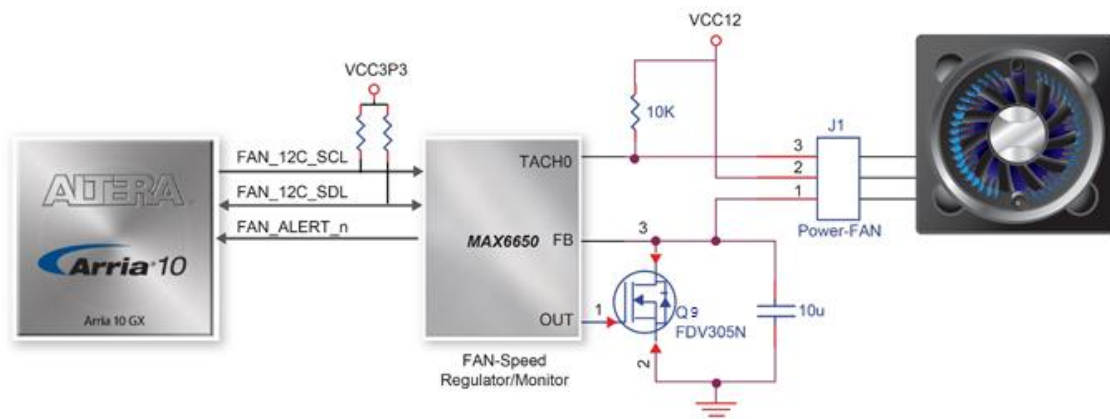 VCC12
VCC3P3
10K
J1
FAN_12C_SCL
TACH0
3
2
1
ALTERA
FAN_12C_SDL
Power-FAN
FAN_ALERT_n
MAX6650
FB
3
Arria 10
1
Q9
10u
Arria 10 GX
OUT
FDV305N
2
FAN-Speed
Regulator/Monitor